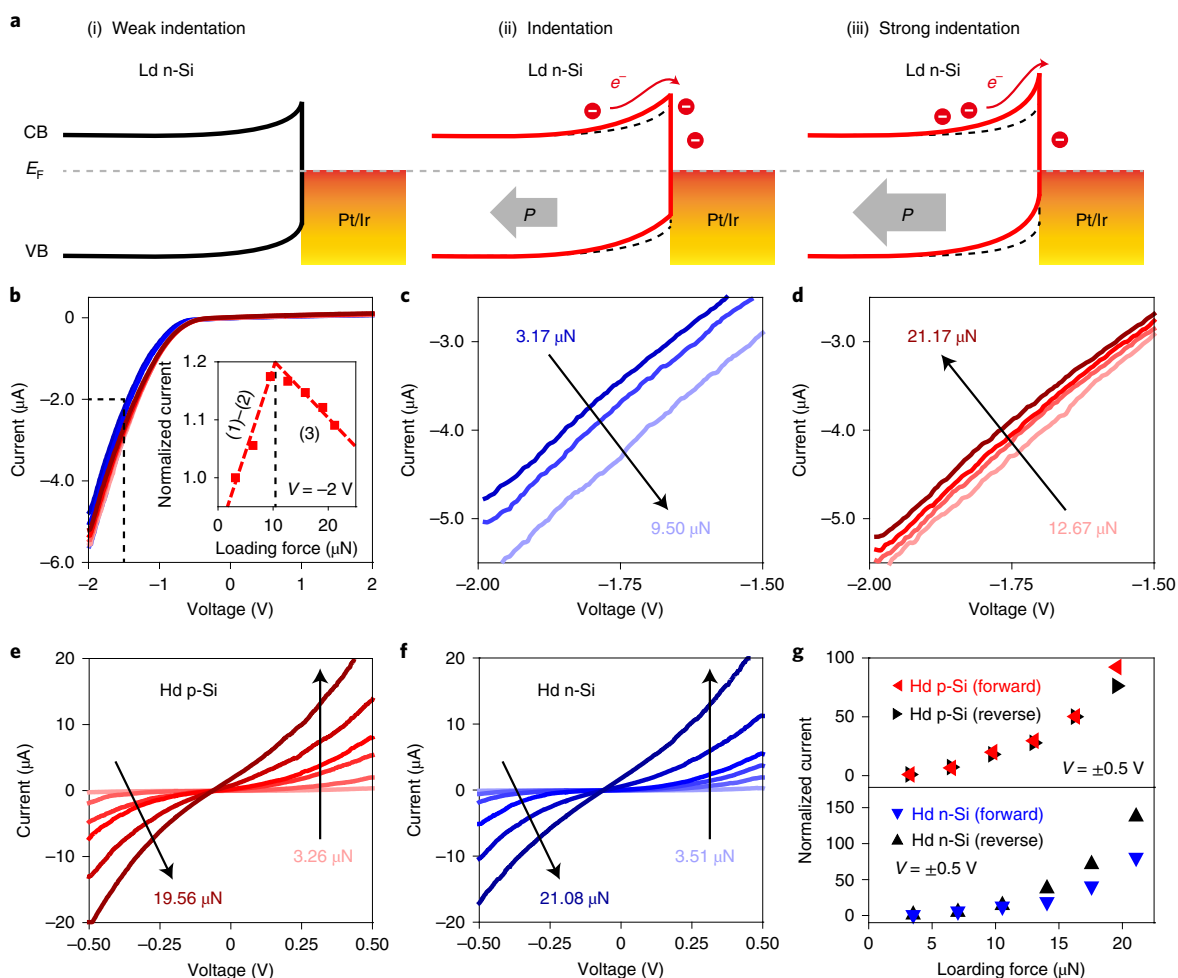 a
(i) Weak indentation
(ii) Indentation
(iii) Strong indentation
Ld n-Si
Ld n-Si
Ld n-Si
e⁻
e⁻
CB
E_F
VB
P
P
Pt/Ir
Pt/Ir
Pt/Ir
b
Current (μA)
0
−2.0
−4.0
−6.0
−2
−1
0
1
2
Voltage (V)
Normalized current
1.2
1.1
1.0
0
10
20
Loading force (μN)
(1)–(2)
(3)
V = −2 V
c
Current (μA)
−3.0
−4.0
−5.0
3.17 μN
9.50 μN
−2.00
−1.75
−1.50
Voltage (V)
d
Current (μA)
−3.0
−4.0
−5.0
21.17 μN
12.67 μN
−2.00
−1.75
−1.50
Voltage (V)
e
Current (μA)
20
10
0
−10
−20
Hd p-Si
3.26 μN
19.56 μN
−0.50
−0.25
0
0.25
0.50
Voltage (V)
f
Current (μA)
20
10
0
−10
−20
Hd n-Si
3.51 μN
21.08 μN
−0.50
−0.25
0
0.25
0.50
Voltage (V)
g
Normalized current
100
50
0
Hd p-Si (forward)
Hd p-Si (reverse)
V = ±0.5 V
150
100
50
0
Hd n-Si (forward)
Hd n-Si (reverse)
V = ±0.5 V
0
5
10
15
20
Loarding force (μN)